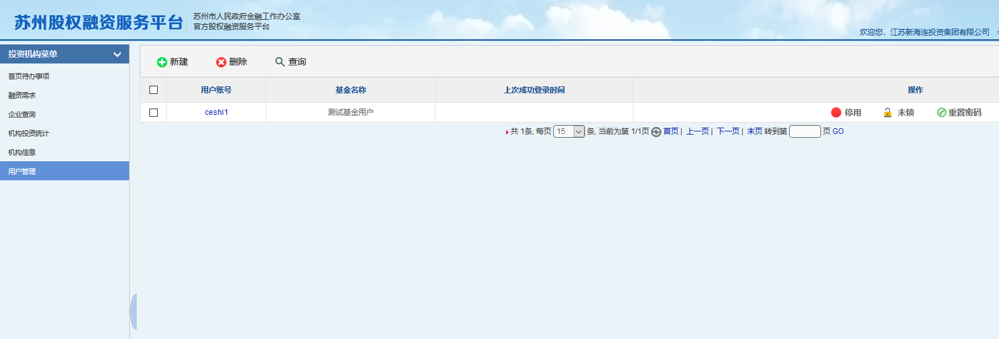 苏州股权融资服务平台
苏州市人民政府金融工作办公室
官方股权融资服务平台
欢迎您，江苏新海连投资集团有限公司
投资机构菜单
首页待办事项
融资需求
企业查询
机构投资统计
机构信息
用户管理
新建 删除 查询
用户账号 基金名称 上次成功登录时间 操作
ceshi1 测试基金用户 停用 未锁 重置密码
共 1条, 每页 15 条, 当前为第 1/1页 首页 | 上一页 | 下一页 | 末页 转到第 页 GO